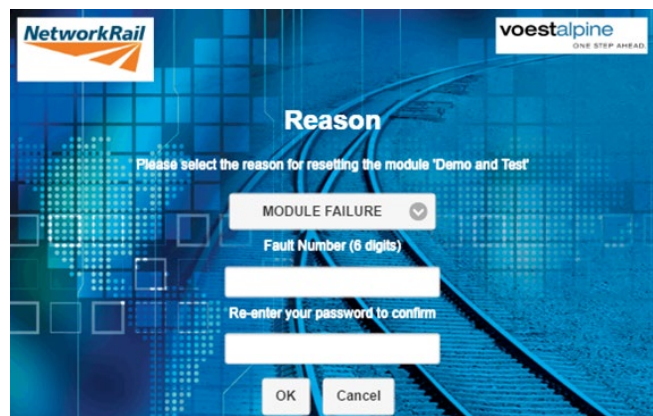 NetworkRail
voestalpine
ONE STEP AHEAD.
Reason
Please select the reason for resetting the module 'Demo and Test'
MODULE FAILURE
Fault Number (6 digits)
Re-enter your password to confirm
OK Cancel